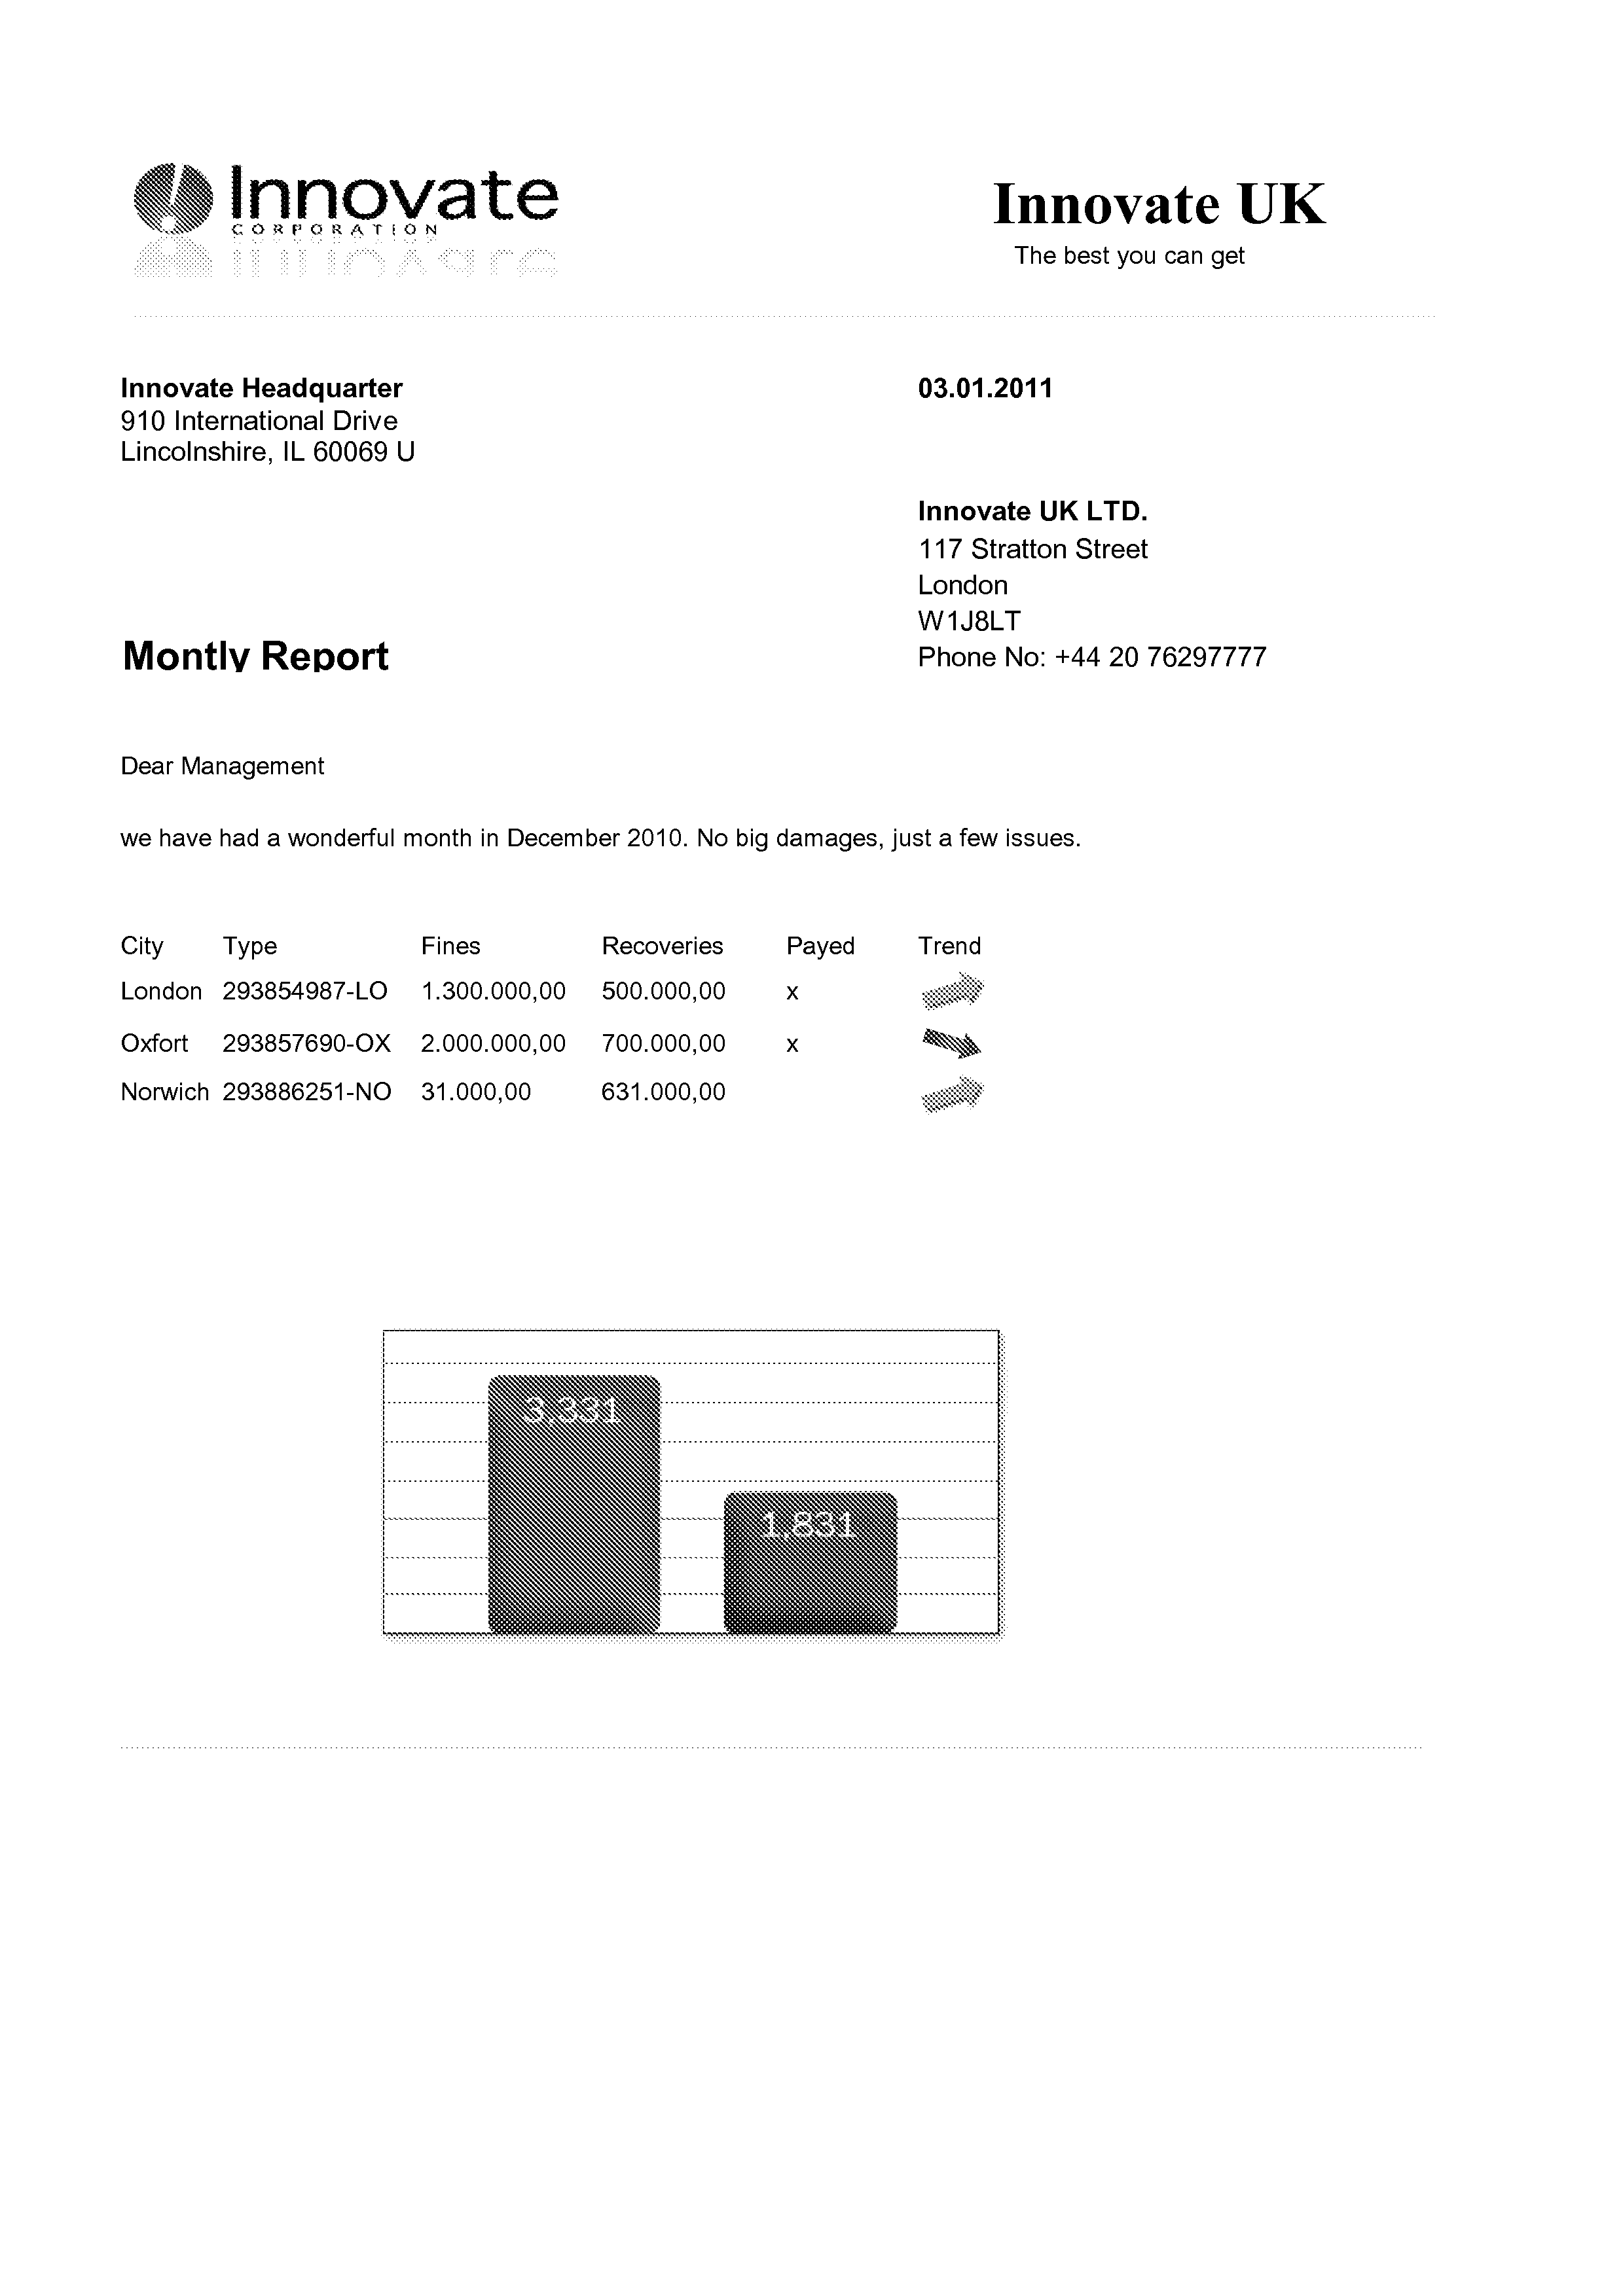 Innovate
CORPORATION
Innovate UK
The best you can get
Innovate Headquarter
910 International Drive
Lincolnshire, IL 60069 U
03.01.2011
Innovate UK LTD.
117 Stratton Street
London
W1J8LT
Phone No: +44 20 76297777
Montly Report
Dear Management
we have had a wonderful month in December 2010. No big damages, just a few issues.
City Type Fines Recoveries Payed Trend
London 293854987-LO 1.300.000,00 500.000,00 x
Oxfort 293857690-OX 2.000.000,00 700.000,00 x
Norwich 293886251-NO 31.000,00 631.000,00
3,331
1,831